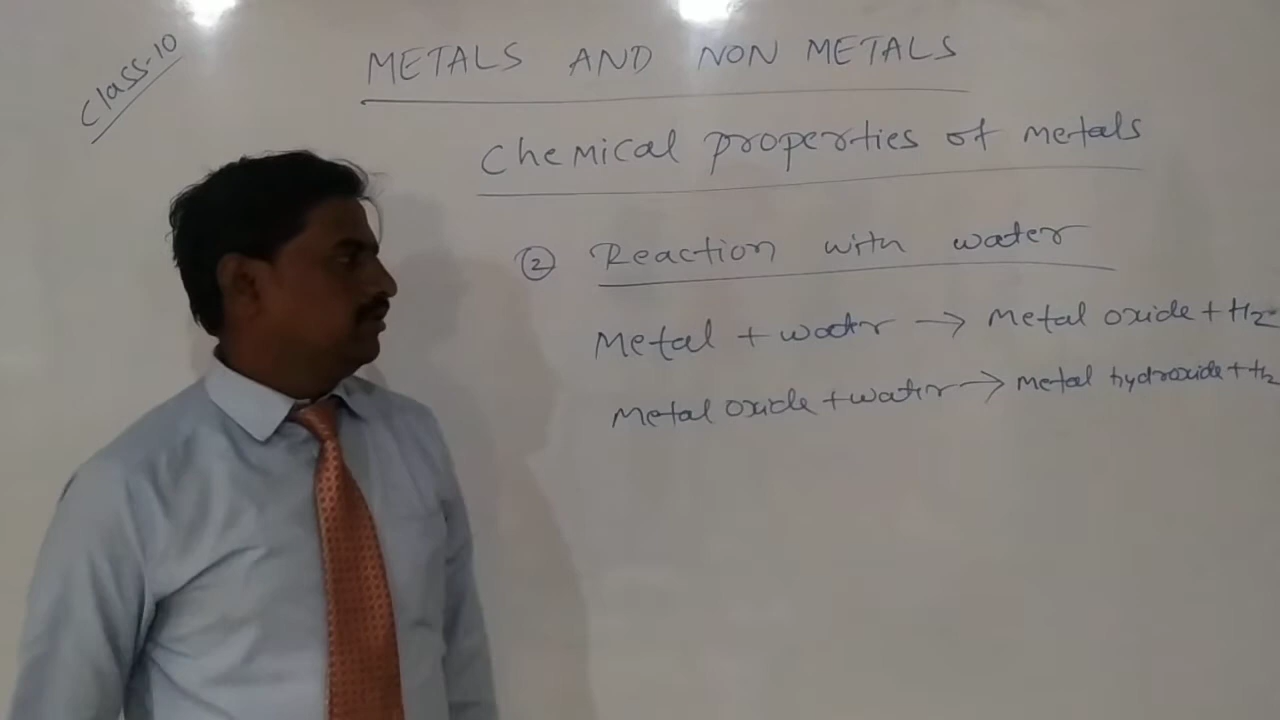 Class-10
METALS AND NON METALS
Chemical properties of metals
② Reaction with water
Metal + water → Metal oxide + H2
Metal oxide + water → Metal hydroxide + H2